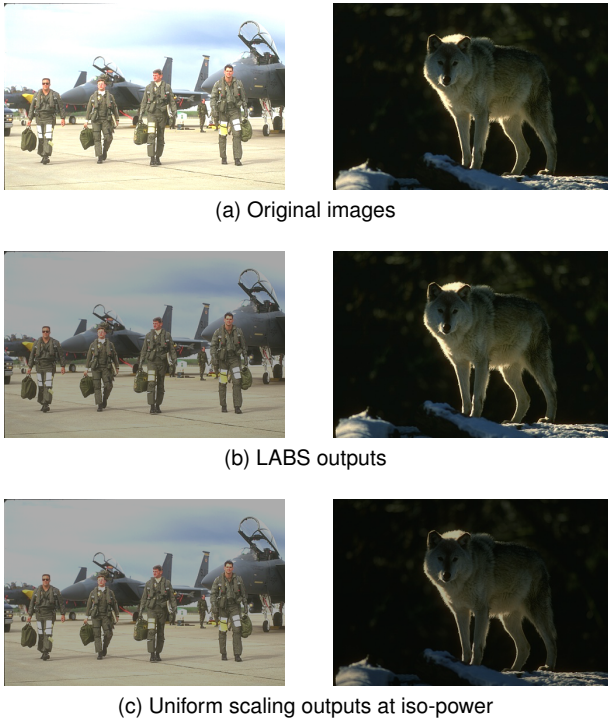 (a) Original images
(b) LABS outputs
(c) Uniform scaling outputs at iso-power